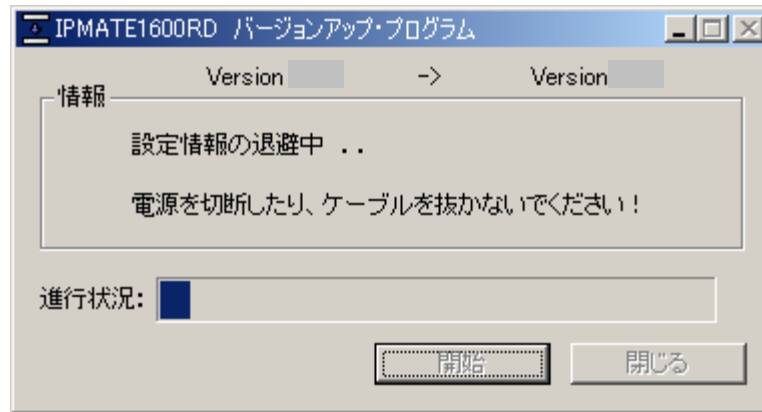 IPMATE1600RD バージョンアップ・プログラム
Version -> Version
情報
設定情報の退避中 ..
電源を切断したり、ケーブルを抜かないでください!
進行状況:
開始 閉じる